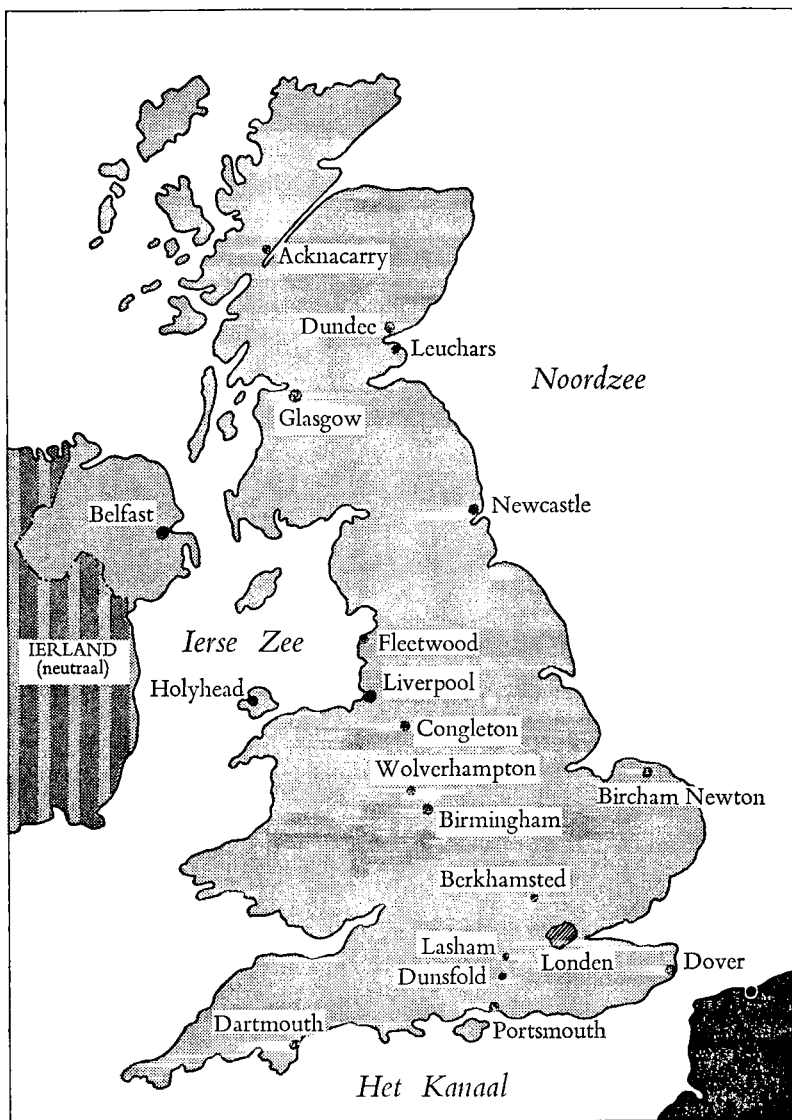 Acknacarry
Dundee
Leuchars
Noordzee
Glasgow
Newcastle
Belfast
Ierse Zee
Fleetwood
IERLAND
(neutraal)
Holyhead
Liverpool
Congleton
Wolverhampton
Bircham Newton
Birmingham
Berkhamsted
Lasham
Londen
Dover
Dunsfold
Dartmouth
Portsmouth
Het Kanaal